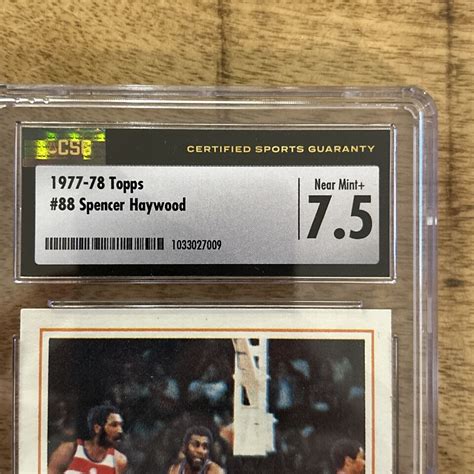 CSG
CERTIFIED SPORTS GUARANTY
1977-78 Topps
#88 Spencer Haywood
1033027009
Near Mint+
7.5